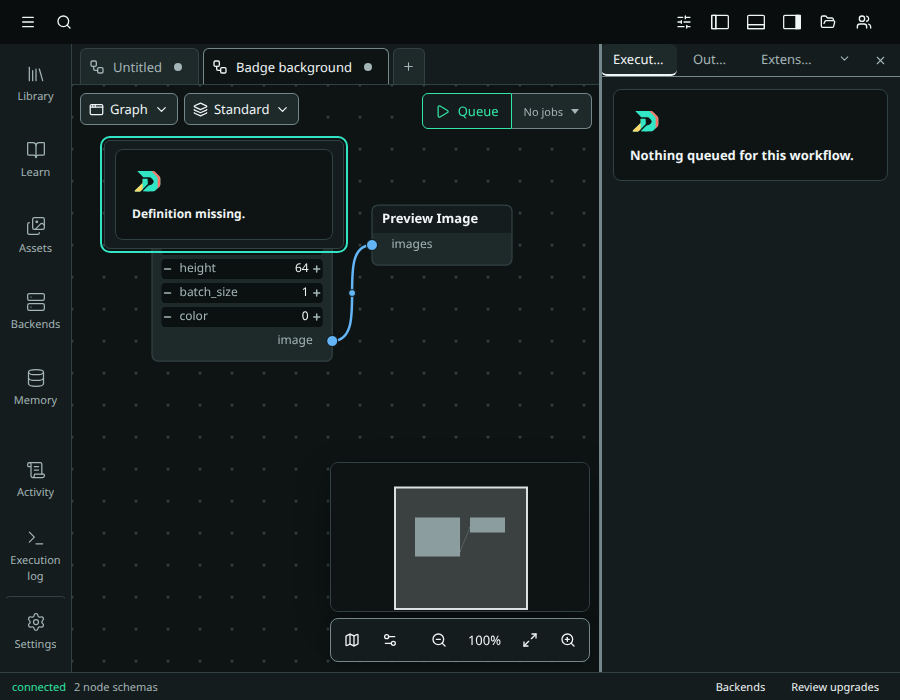 Untitled
Badge background
+
Execut...
Out...
Extens...
Library
Learn
Assets
Backends
Memory
Activity
Execution
log
Settings
Graph
Standard
Queue
No jobs
Definition missing.
height 64
batch_size 1
color 0
image
Preview Image
images
100%
Nothing queued for this workflow.
connected
2 node schemas
Backends
Review upgrades